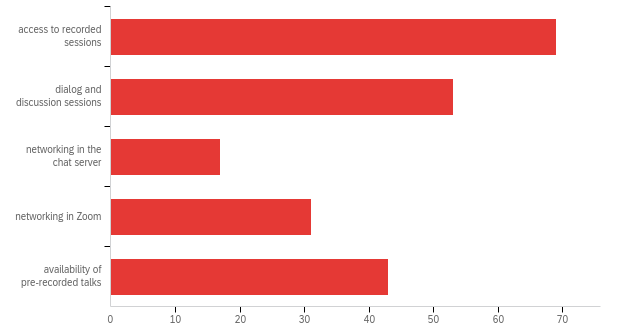 access to recorded
sessions
dialog and
discussion sessions
networking in the
chat server
networking in Zoom
availability of
pre-recorded talks
0 10 20 30 40 50 60 70